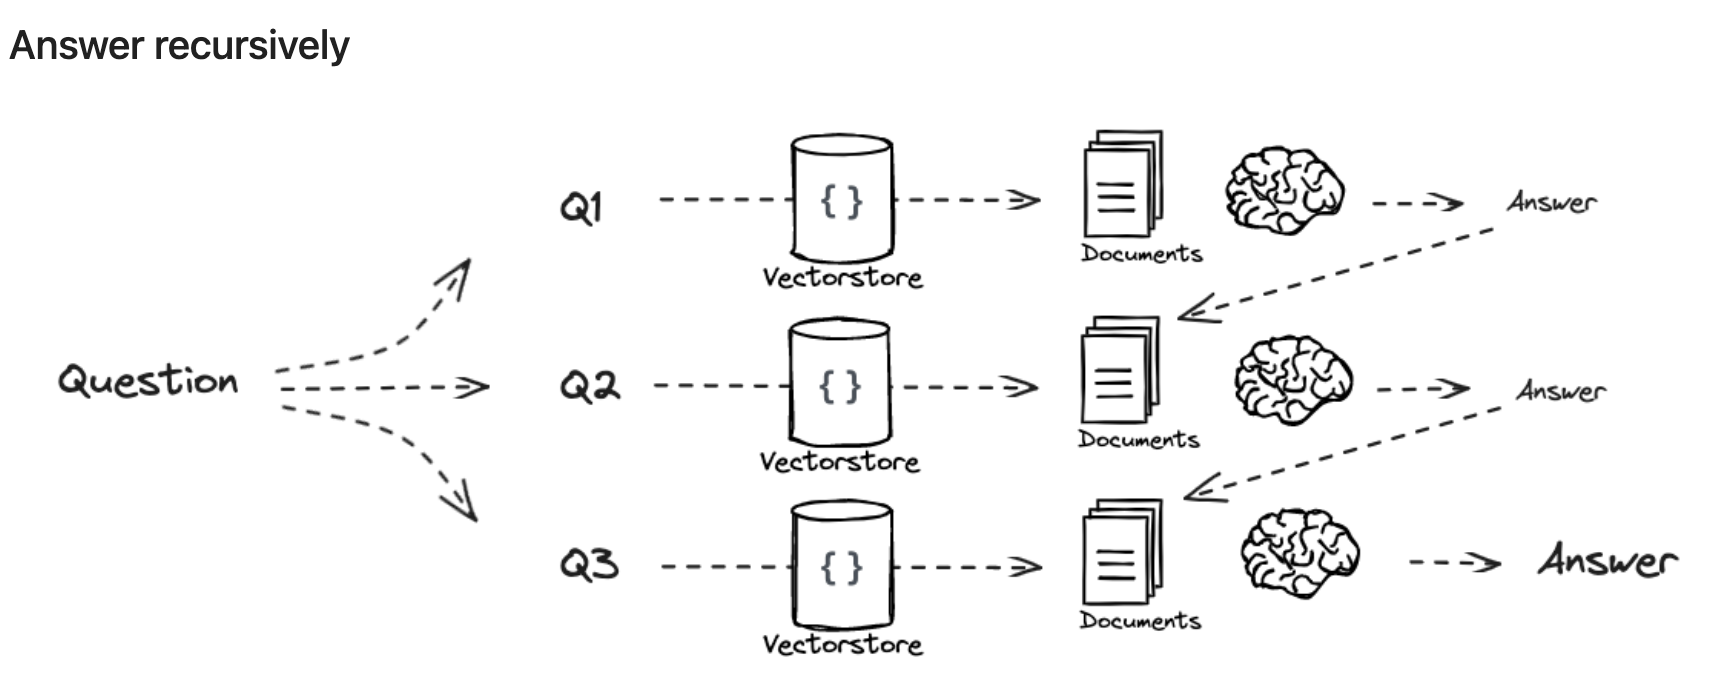 Answer recursively
Q1
{ }
Vectorstore
Documents
Answer
Question
Q2
{ }
Vectorstore
Documents
Answer
Q3
{ }
Vectorstore
Documents
Answer